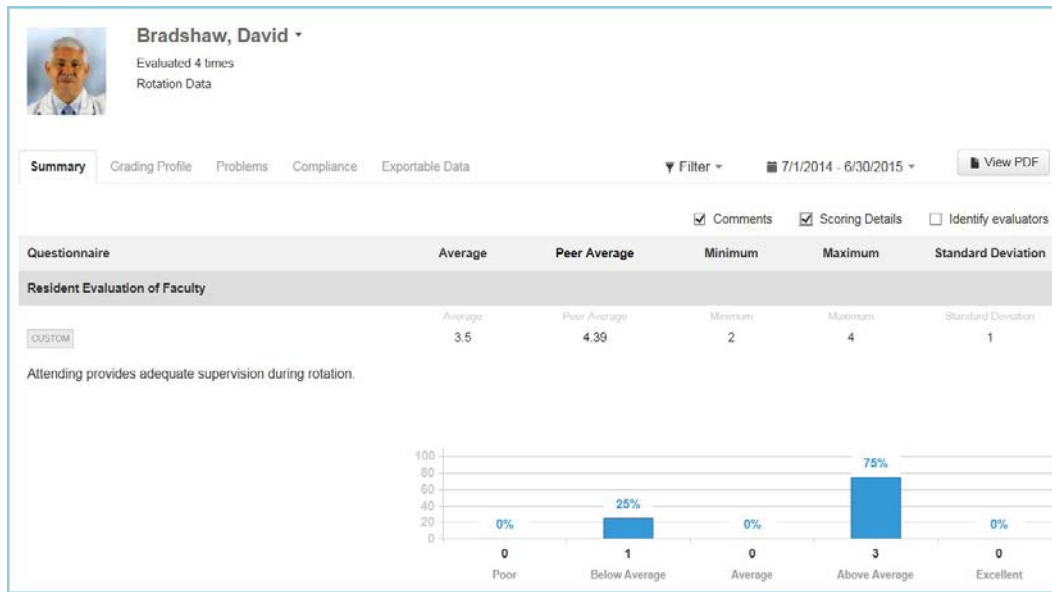 Bradshaw, David
Evaluated 4 times
Rotation Data
Summary Grading Profile Problems Compliance Exportable Data Filter 7/1/2014 - 6/30/2015 View PDF
Comments Scoring Details Identify evaluators
Questionnaire Average Peer Average Minimum Maximum Standard Deviation
Resident Evaluation of Faculty
Average Peer Average Minimum Maximum Standard Deviation
CUSTOM 3.5 4.39 2 4 1
Attending provides adequate supervision during rotation.
100
80 75%
60
40 25%
20 0% 0% 0%
0
0 1 0 3 0
Poor Below Average Average Above Average Excellent